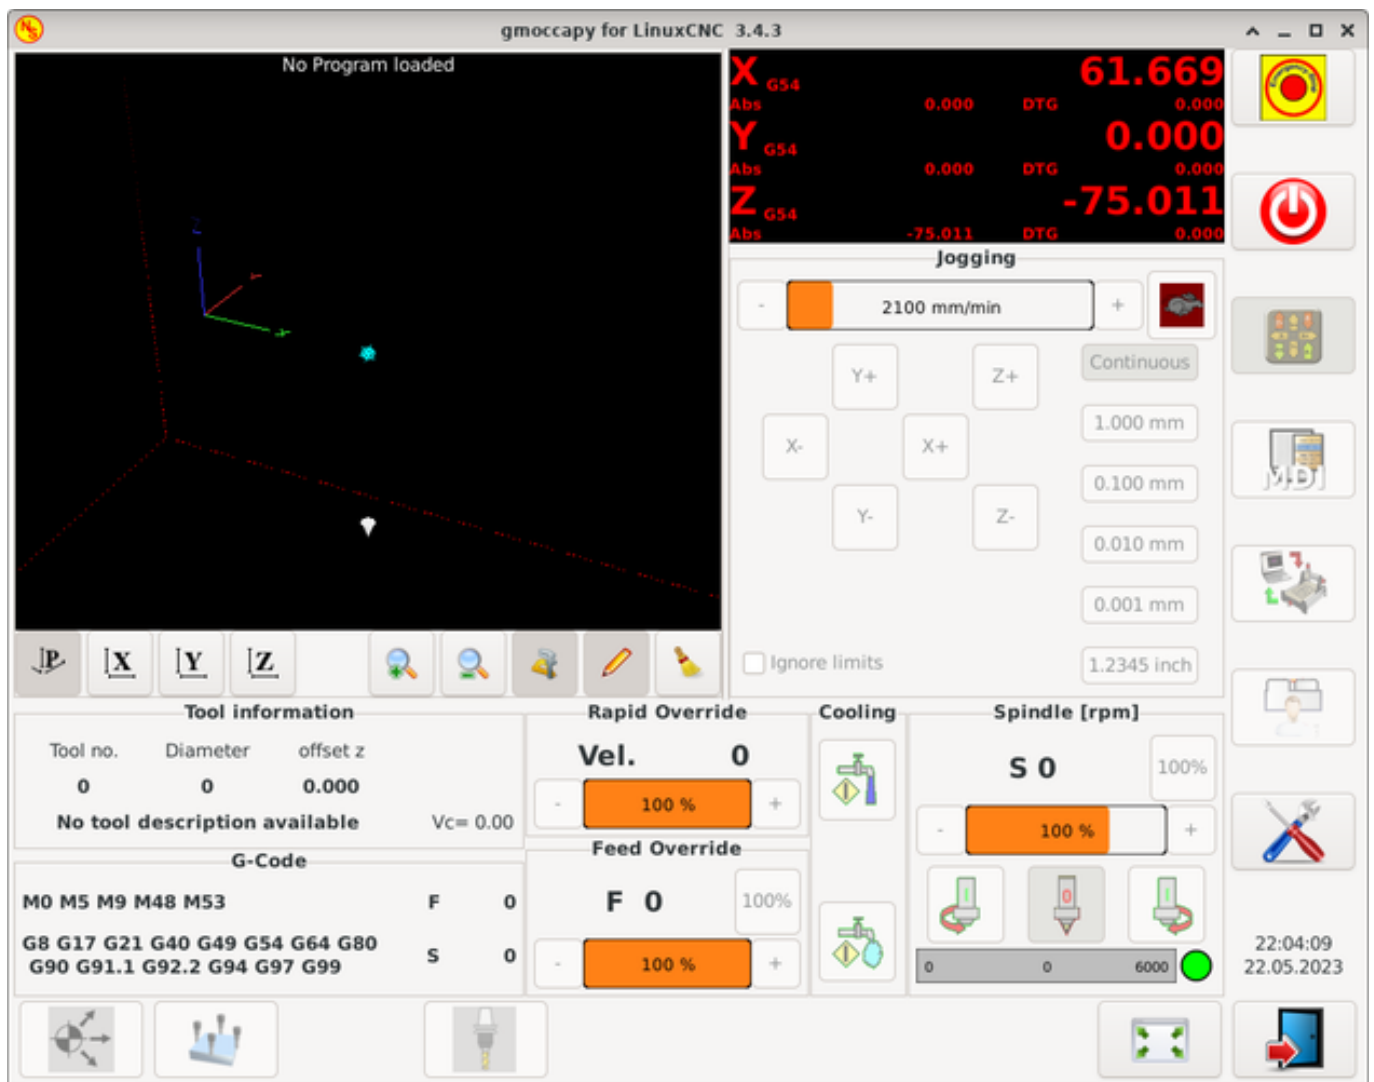 gmoccapy for LinuxCNC 3.4.3
No Program loaded
X G54 61.669
Abs 0.000 DTG 0.000
Y G54 0.000
Abs 0.000 DTG 0.000
Z G54 -75.011
Abs -75.011 DTG 0.000
Emergency Stop
Z
Jogging
- 2100 mm/min +
Continuous
Y+ Z+
1.000 mm
X- X+
MDI
0.100 mm
Y- Z-
0.010 mm
0.001 mm
P X Y Z
Ignore limits
1.2345 inch
Tool information
Tool no. Diameter offset z
0 0 0.000
No tool description available Vc= 0.00
Rapid Override
Vel. 0
- 100 % +
Cooling
Spindle [rpm]
S 0 100%
- 100 % +
G-Code
M0 M5 M9 M48 M53 F 0
G8 G17 G21 G40 G49 G54 G64 G80
G90 G91.1 G92.2 G94 G97 G99
S 0
Feed Override
F 0 100%
- 100 % +
0
0 0 6000
22:04:09
22.05.2023